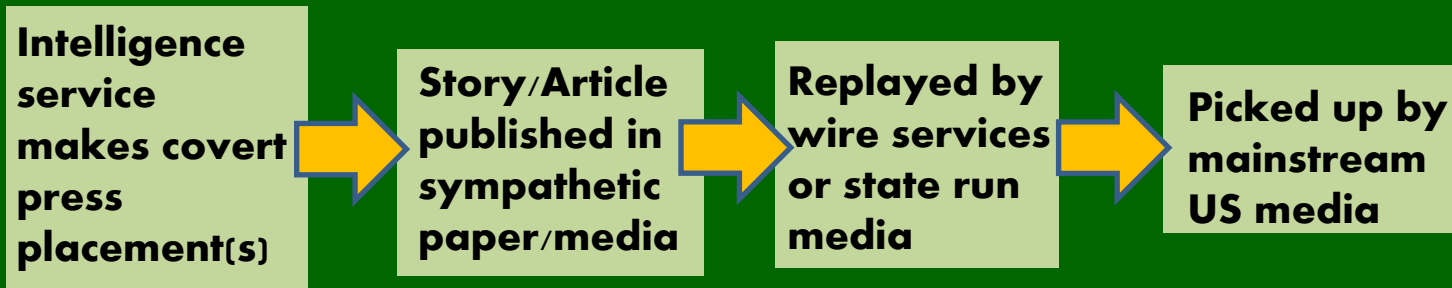 Intelligence
service
makes covert
press
placement(s)
Story/Article
published in
sympathetic
paper/media
Replayed by
wire services
or state run
media
Picked up by
mainstream
US media